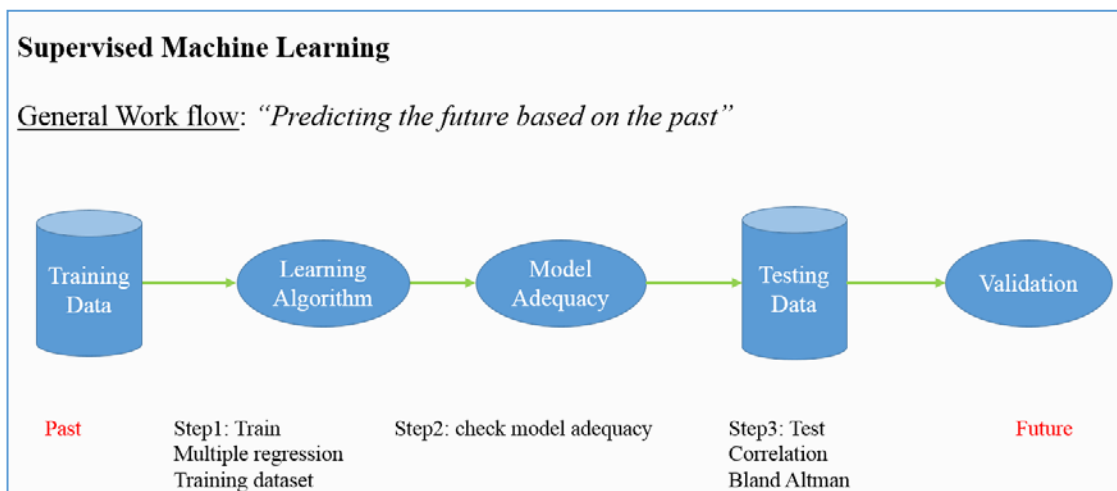 Supervised Machine Learning
General Work flow: “Predicting the future based on the past”
Training
Data
Learning
Algorithm
Model
Adequacy
Testing
Data
Validation
Past
Step1: Train
Multiple regression
Training dataset
Step2: check model adequacy
Step3: Test
Correlation
Bland Altman
Future